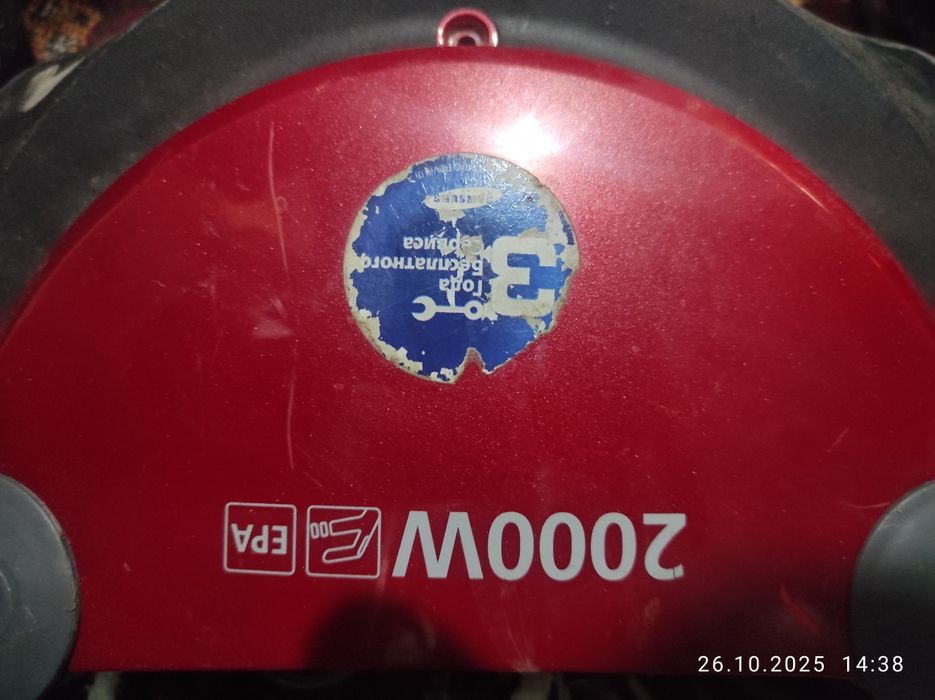 2000W
EPA
3
Года
Бесплатного
Сервиса
SAMSUNG
26.10.2025 14:38